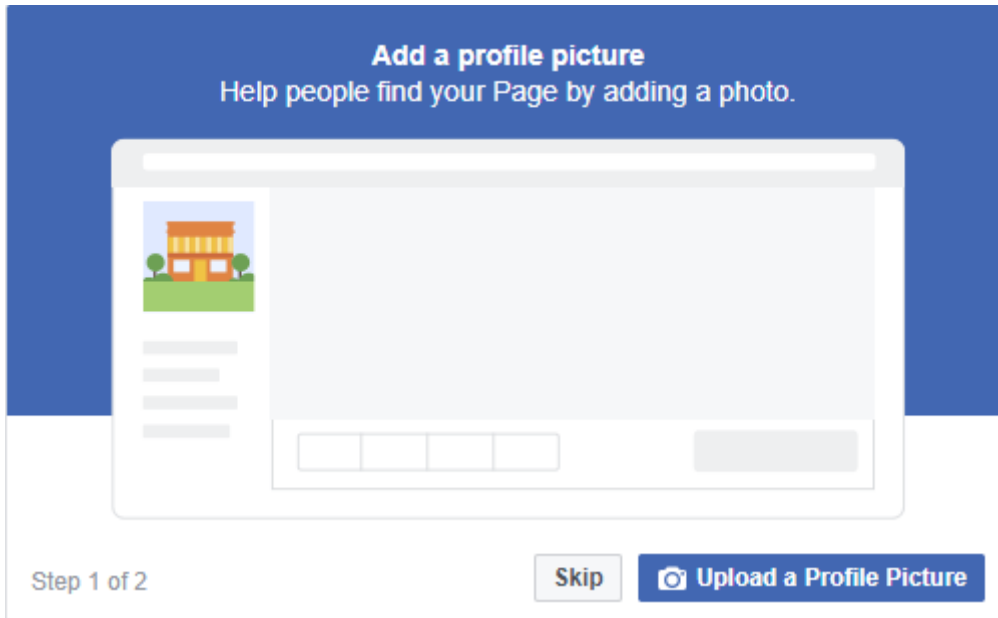 Add a profile picture
Help people find your Page by adding a photo.
Step 1 of 2
Skip
Upload a Profile Picture